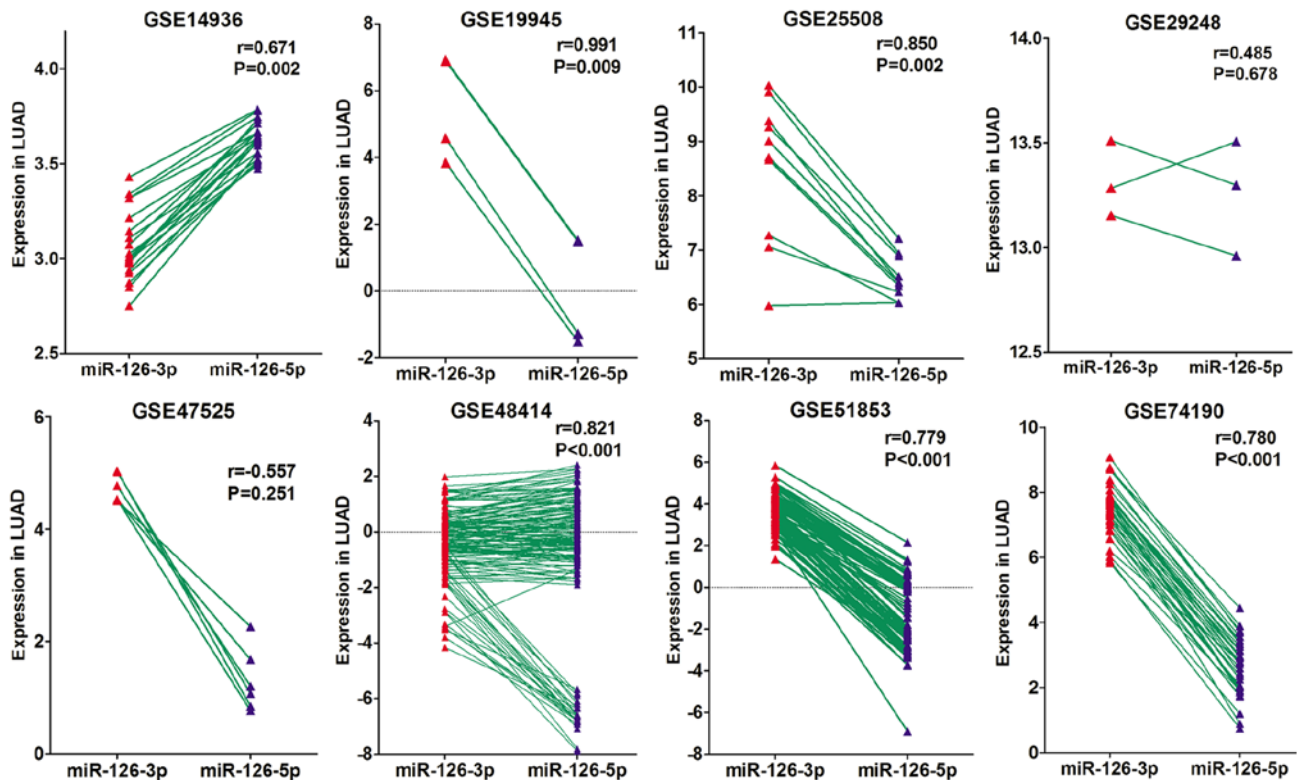 GSE14936
r=0.671
P=0.002
4.0
3.5
3.0
2.5
Expression in LUAD
miR-126-3p miR-126-5p
GSE19945
r=0.991
P=0.009
8
6
4
2
0
-2
Expression in LUAD
miR-126-3p miR-126-5p
GSE25508
r=0.850
P=0.002
11
10
9
8
7
6
5
Expression in LUAD
miR-126-3p miR-126-5p
GSE29248
r=0.485
P=0.678
14.0
13.5
13.0
12.5
Expression in LUAD
miR-126-3p miR-126-5p
GSE47525
r=-0.557
P=0.251
6
4
2
0
Expression in LUAD
miR-126-3p miR-126-5p
GSE48414
r=0.821
P<0.001
4
2
0
-2
-4
-6
-8
Expression in LUAD
miR-126-3p miR-126-5p
GSE51853
r=0.779
P<0.001
8
6
4
2
0
-2
-4
-6
-8
Expression in LUAD
miR-126-3p miR-126-5p
GSE74190
r=0.780
P<0.001
10
8
6
4
2
0
Expression in LUAD
miR-126-3p miR-126-5p